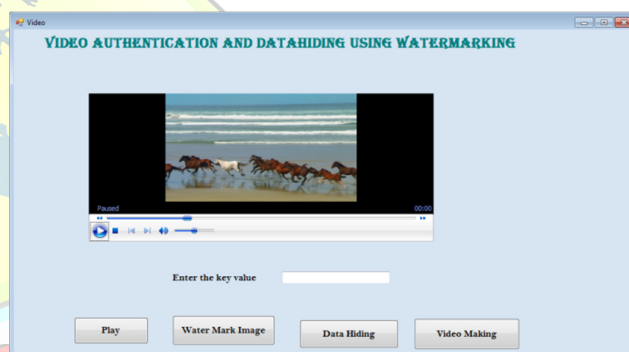 Video
VIDEO AUTHENTICATION AND DATAHIDING USING WATERMARKING
Paused 00:00
Enter the key value
Play Water Mark Image Data Hiding Video Making